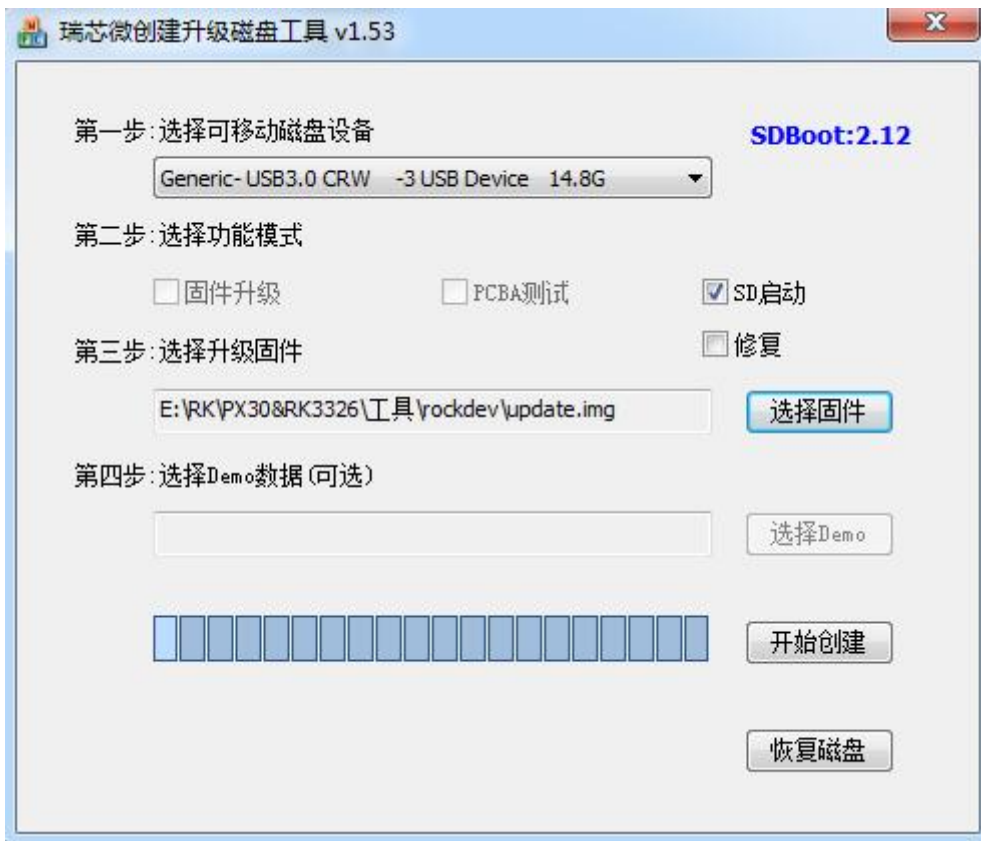 瑞芯微创建升级磁盘工具 v1.53
第一步:选择可移动磁盘设备
SDBoot:2.12
Generic- USB3.0 CRW -3 USB Device 14.8G
第二步:选择功能模式
固件升级 PCBA测试 SD启动
修复
第三步:选择升级固件
E:\RK\PX30&RK3326\工具\rockdev\update.img 选择固件
第四步:选择Demo数据(可选)
选择Demo
开始创建
恢复磁盘